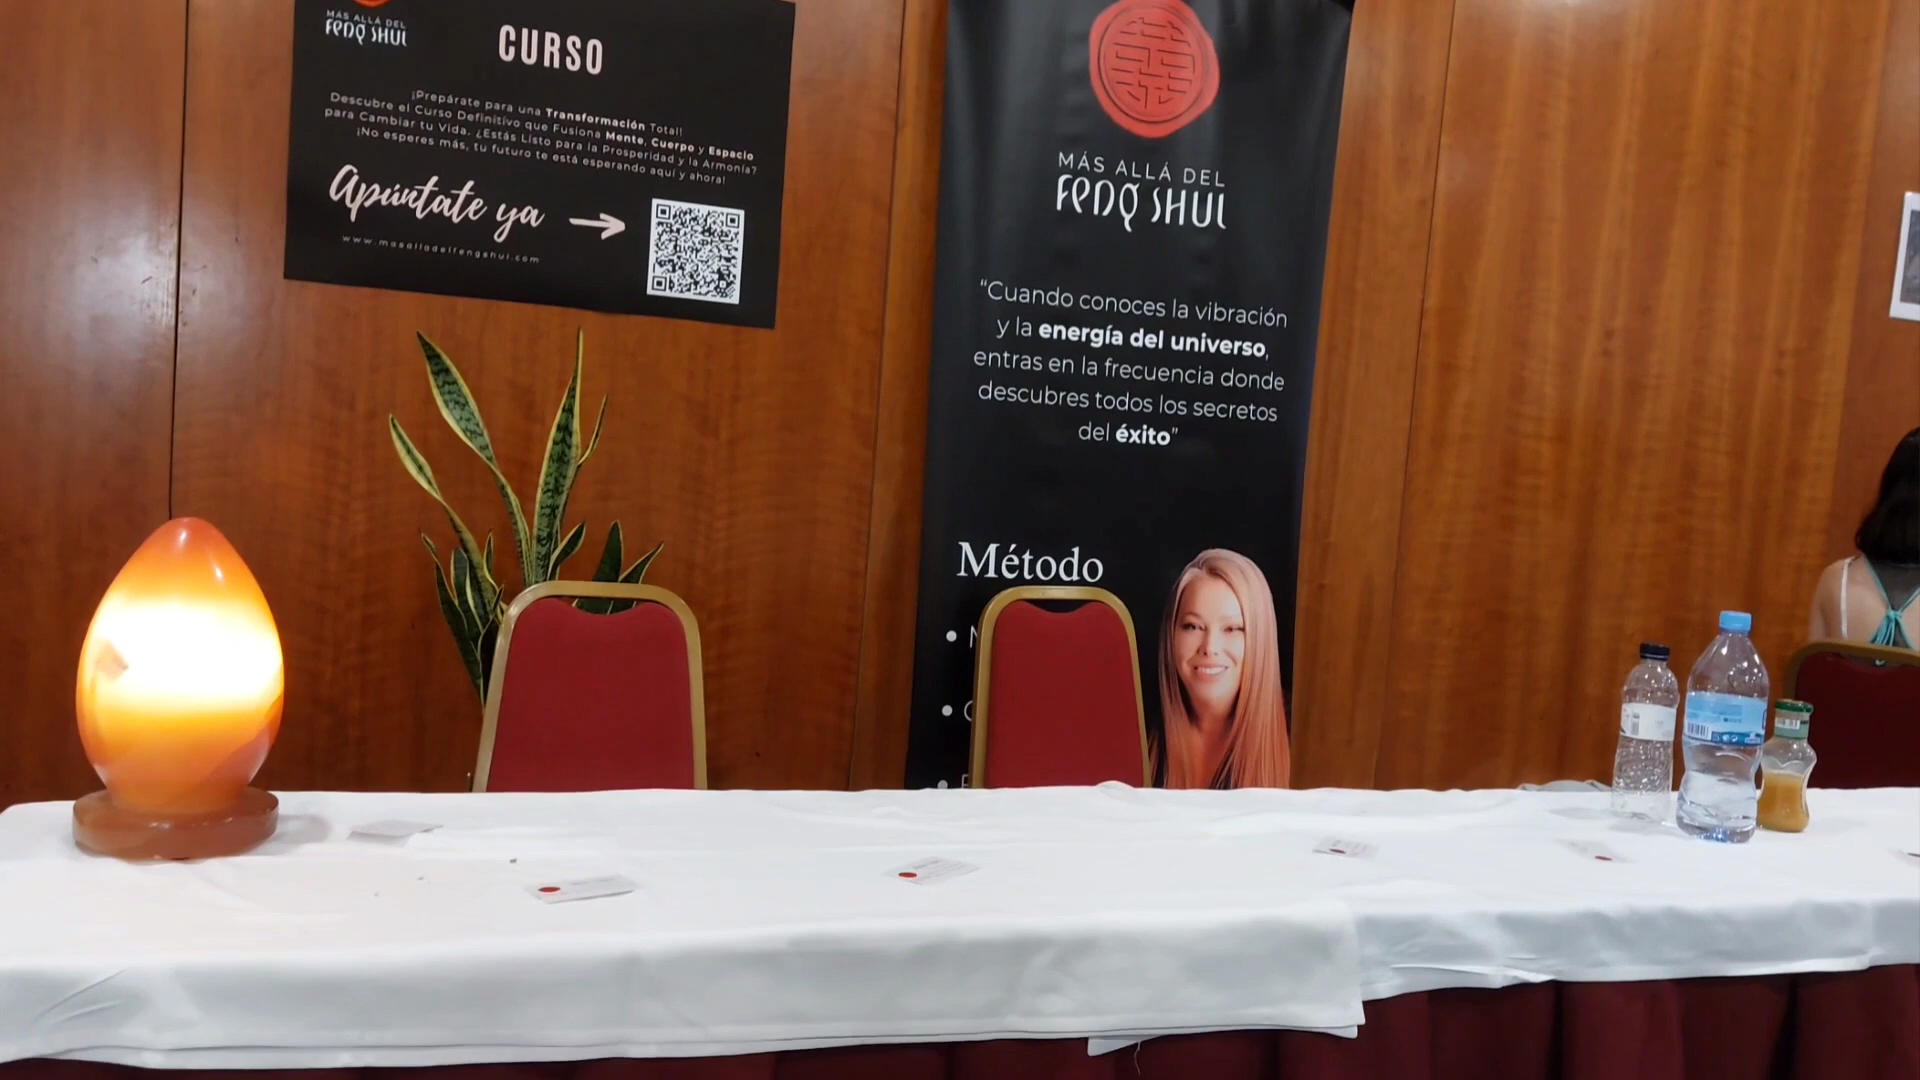 MÁS ALLÁ DEL
FENG SHUI
CURSO
¡Prepárate para una Transformación Total!
Descubre el Curso Definitivo que Fusiona Mente, Cuerpo y Espacio
para Cambiar tu Vida. ¿Estás Listo para la Prosperidad y la Armonía?
¡No esperes más, tu futuro te está esperando aquí y ahora!
Apúntate ya
www.masalladelfengshui.com
MÁS ALLÁ DEL
FENG SHUI
“Cuando conoces la vibración
y la energía del universo,
entras en la frecuencia donde
descubres todos los secretos
del éxito”
Método